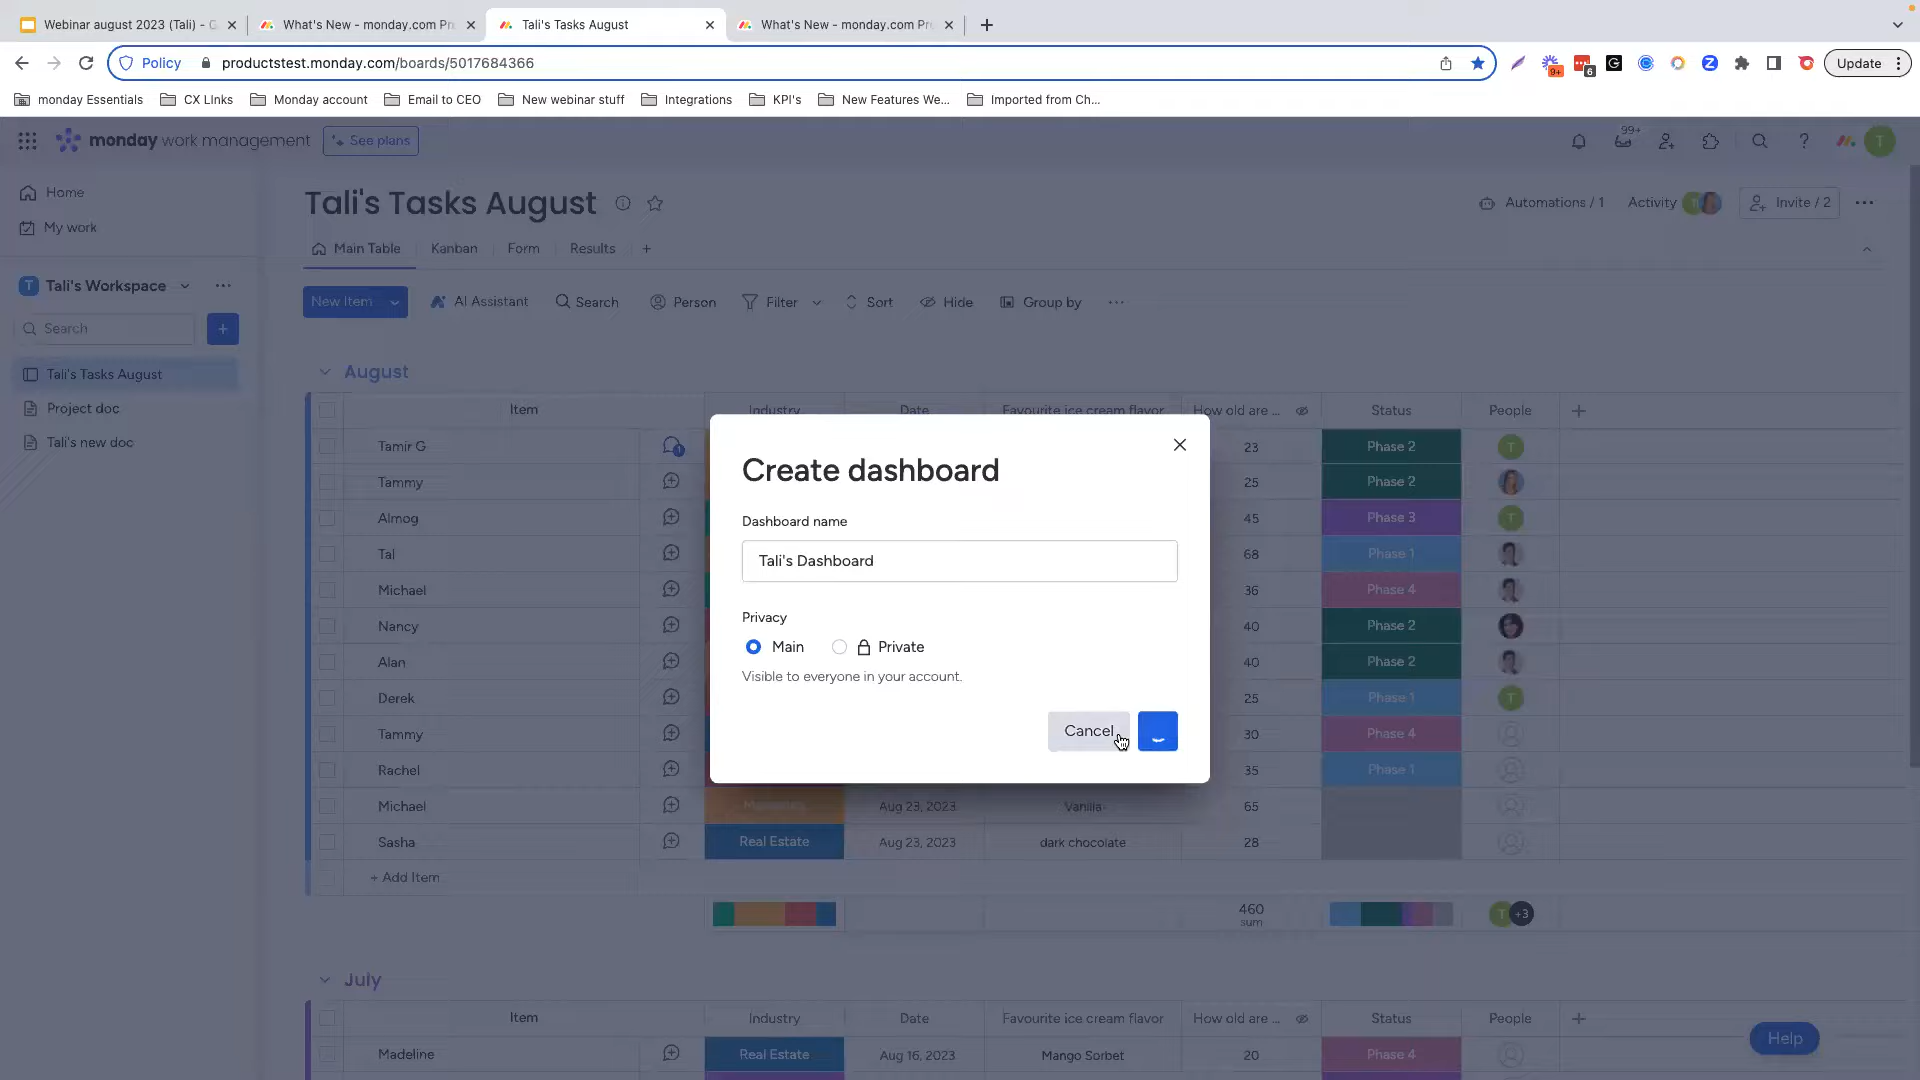 Webinar august 2023 (Tali) - G
What's New - monday.com Pr
Tali's Tasks August
What's New - monday.com Pr
Policy
productstest.monday.com/boards/5017684366
9+
6
Update
monday Essentials
CX LInks
Monday account
Email to CEO
New webinar stuff
Integrations
KPI's
New Features We...
Imported from Ch...
monday work management
See plans
99+
T
Home
My work
T Tali's Workspace
Search
+
Tali's Tasks August
Project doc
Tali's new doc
Tali's Tasks August
Automations / 1
Activity
Invite / 2
Main Table
Kanban
Form
Results
+
New Item
AI Assistant
Search
Person
Filter
Sort
Hide
Group by
August
Item Industry Date Favourite ice cream flavor How old are ... Status People
Tamir G 1 23 Phase 2 T
Tammy 25 Phase 2
Almog 45 Phase 3 T
Tal 68 Phase 1
Michael 36 Phase 4
Nancy 40 Phase 2
Alan 40 Phase 2
Derek 25 Phase 1 T
Tammy 30 Phase 4
Rachel 35 Phase 1
Michael Aug 23, 2023 Vanilla 65
Sasha Real Estate Aug 23, 2023 dark chocolate 28
+ Add Item
460
sum
T +3
Create dashboard
Dashboard name
Tali's Dashboard
Privacy
Main
Private
Visible to everyone in your account.
Cancel
July
Item Industry Date Favourite ice cream flavor How old are ... Status People
Madeline Real Estate Aug 16, 2023 Mango Sorbet 20 Phase 4
Help